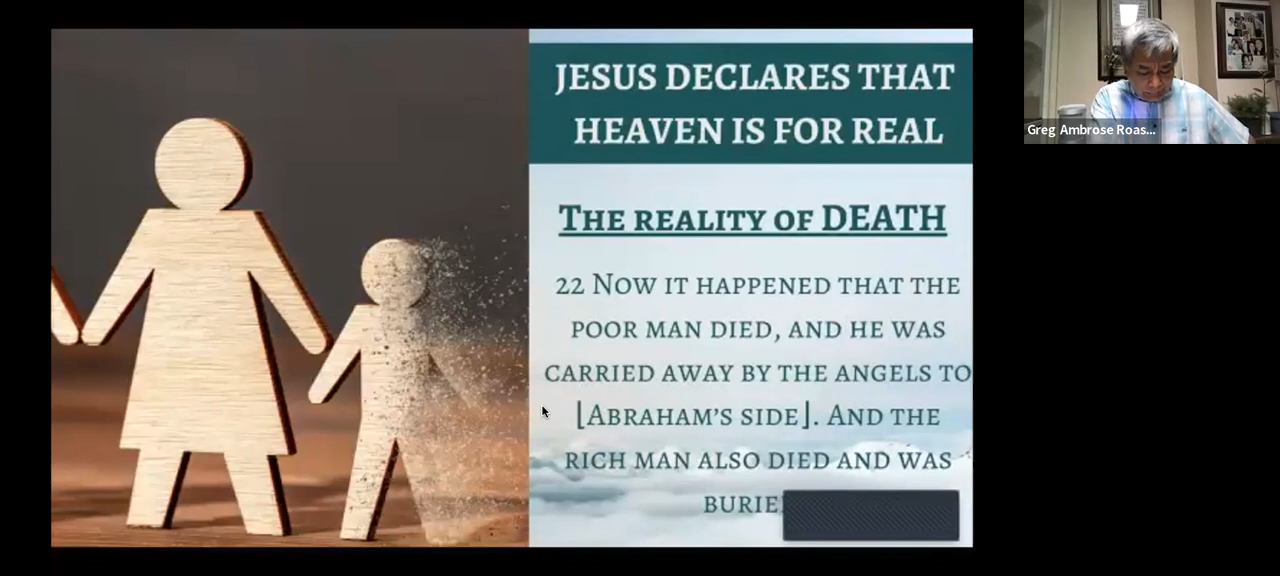 JESUS DECLARES THAT
HEAVEN IS FOR REAL
THE REALITY OF DEATH
22 NOW IT HAPPENED THAT THE
POOR MAN DIED, AND HE WAS
CARRIED AWAY BY THE ANGELS TO
⌊ABRAHAM’S SIDE⌋. AND THE
RICH MAN ALSO DIED AND WAS
Greg Ambrose Roas...